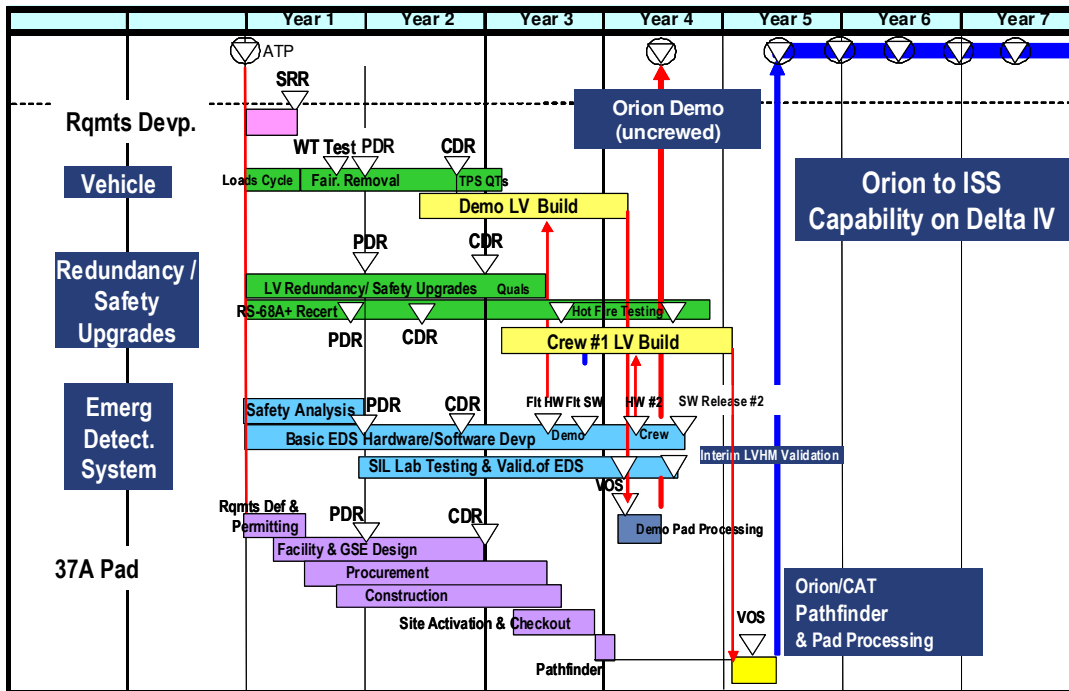 Year 1 Year 2 Year 3 Year 4 Year 5 Year 6 Year 7
ATP
SRR
Rqmts Devp.
Orion Demo
(uncrewed)
WT Test PDR CDR
Vehicle
Loads Cycle Fair. Removal TPS QTs
Demo LV Build
Orion to ISS
Capability on Delta IV
PDR CDR
Redundancy /
Safety
Upgrades
LV Redundancy/ Safety Upgrades Quals
RS-68A+ Recert Hot Fire Testing
PDR CDR
Crew #1 LV Build
Emerg
Detect.
System
Flt HW Flt SW HW #2 SW Release #2
Safety Analysis PDR CDR
Basic EDS Hardware/Software Devp Demo Crew
Interim LVHM Validation
SIL Lab Testing & Valid.of EDS
VOS
Rqmts Def &
Permitting PDR CDR
Demo Pad Processing
Facility & GSE Design
37A Pad
Procurement
Construction
Site Activation & Checkout
Pathfinder
Orion/CAT
Pathfinder
& Pad Processing
VOS